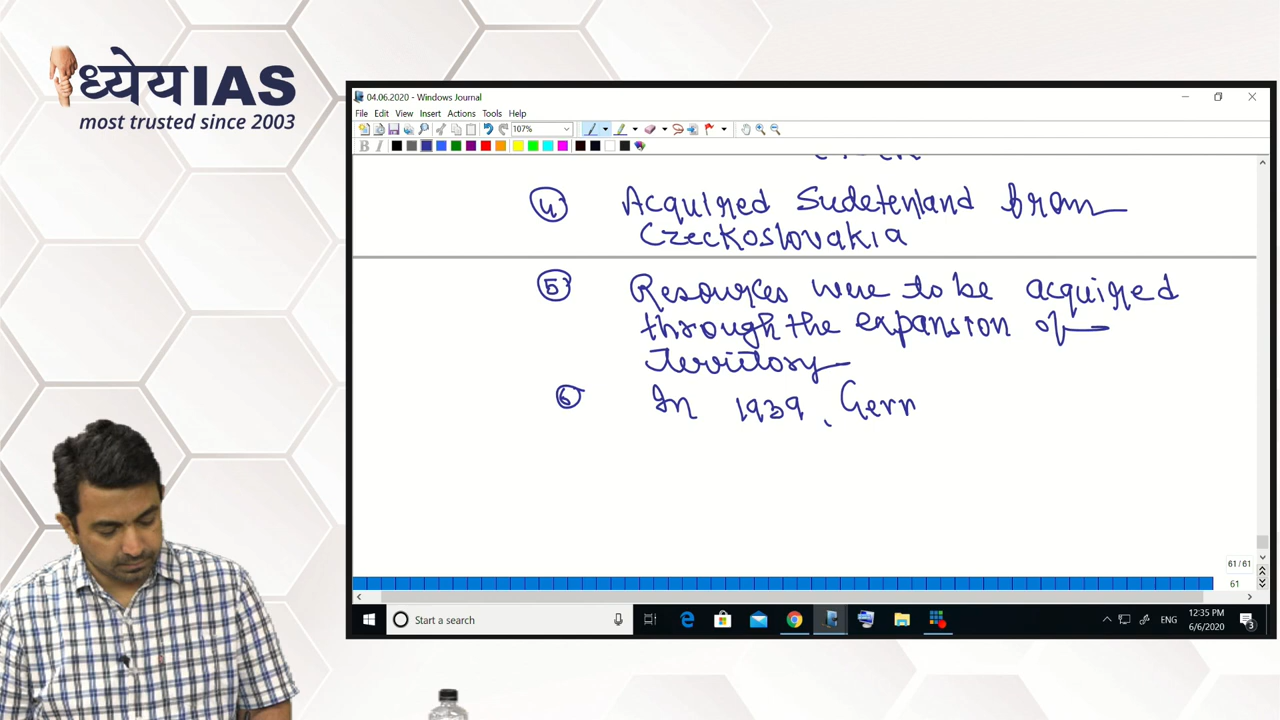 ध्येय IAS
most trusted since 2003
04.06.2020 - Windows Journal
File Edit View Insert Actions Tools Help
107%
B I
4 Acquired Sudetenland from
Czeckoslovakia
5 Resources were to be acquired
through the expansion of
Territory
6 In 1939, Germ
61 / 61
61
Start a search
ENG
12:35 PM
6/6/2020
3